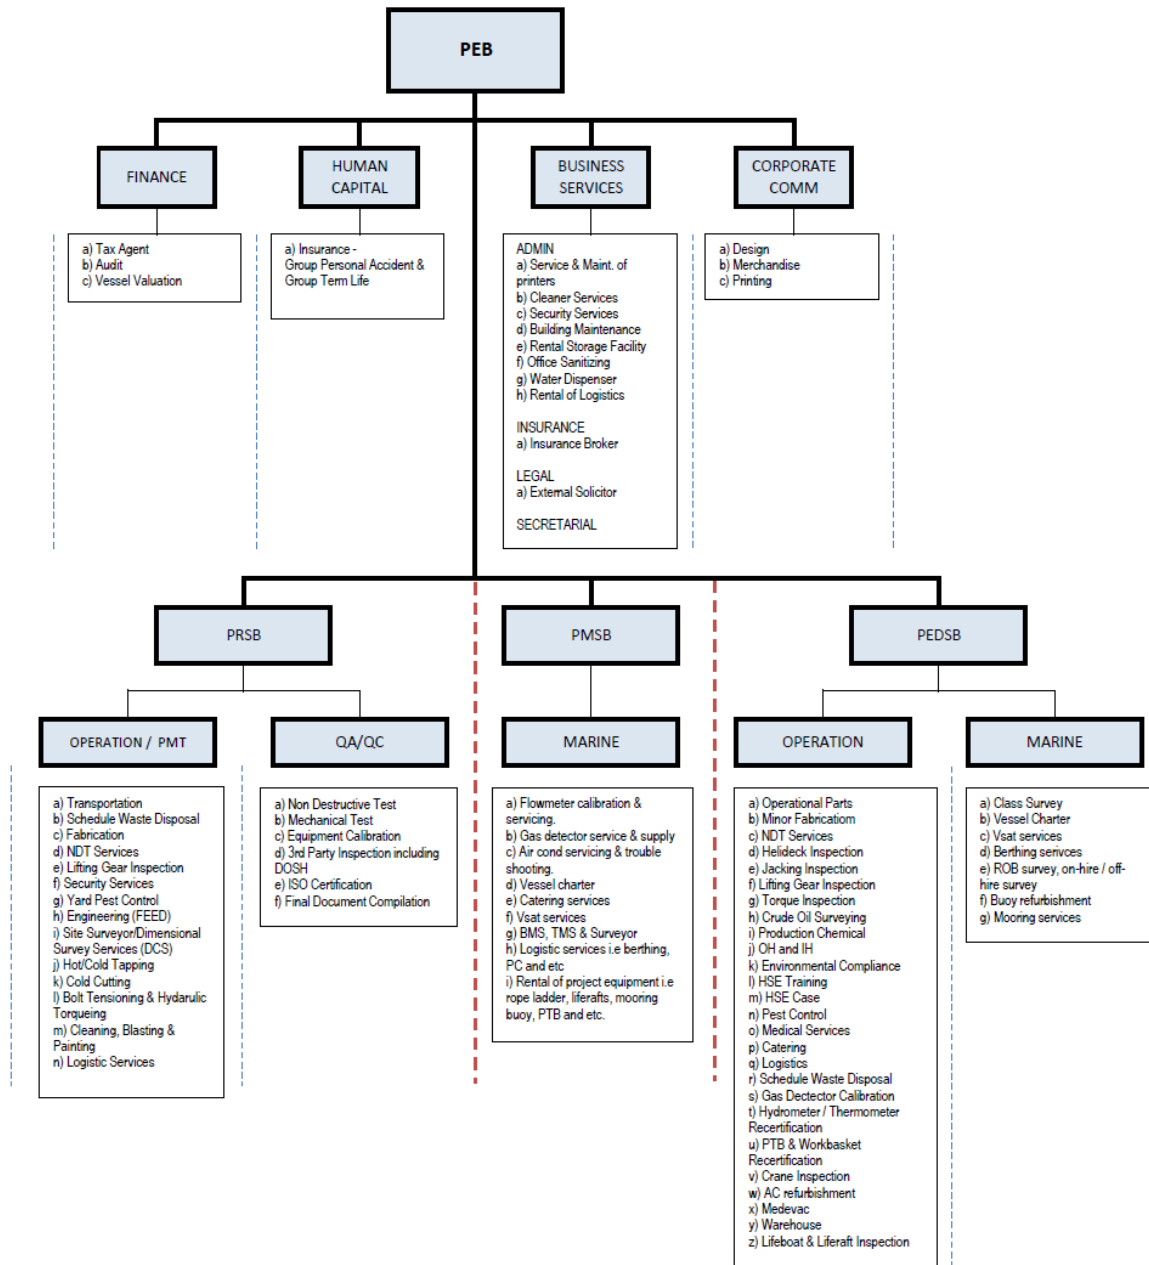 PEB
FINANCE
HUMAN
CAPITAL
BUSINESS
SERVICES
CORPORATE
COMM
a) Tax Agent
b) Audit
c) Vessel Valuation
a) Insurance -
Group Personal Accident &
Group Term Life
ADMIN
a) Service & Maint. of
printers
b) Cleaner Services
c) Security Services
d) Building Maintenance
e) Rental Storage Facility
f) Office Sanitizing
g) Water Dispenser
h) Rental of Logistics
INSURANCE
a) Insurance Broker
LEGAL
a) External Solicitor
SECRETARIAL
a) Design
b) Merchandise
c) Printing
PRSB
PMSB
PEDSB
OPERATION / PMT
QA/QC
MARINE
OPERATION
MARINE
a) Transportation
b) Schedule Waste Disposal
c) Fabrication
d) NDT Services
e) Lifting Gear Inspection
f) Security Services
g) Yard Pest Control
h) Engineering (FEED)
i) Site Surveyor/Dimensional
Survey Services (DCS)
j) Hot/Cold Tapping
k) Cold Cutting
l) Bolt Tensioning & Hydarulic
Torqueing
m) Cleaning, Blasting &
Painting
n) Logistic Services
a) Non Destructive Test
b) Mechanical Test
c) Equipment Calibration
d) 3rd Party Inspection including
DOSH
e) ISO Certification
f) Final Document Compilation
a) Flowmeter calibration &
servicing.
b) Gas detector service & supply
c) Air cond servicing & trouble
shooting.
d) Vessel charter
e) Catering services
f) Vsat services
g) BMS, TMS & Surveyor
h) Logistic services i.e berthing,
PC and etc
i) Rental of project equipment i.e
rope ladder, liferafts, mooring
buoy, PTB and etc.
a) Operational Parts
b) Minor Fabricatiom
c) NDT Services
d) Helideck Inspection
e) Jacking Inspection
f) Lifting Gear Inspection
g) Torque Inspection
h) Crude Oil Surveying
i) Production Chemical
j) OH and IH
k) Environmental Compliance
l) HSE Training
m) HSE Case
n) Pest Control
o) Medical Services
p) Catering
q) Logistics
r) Schedule Waste Disposal
s) Gas Dectector Calibration
t) Hydrometer / Thermometer
Recertification
u) PTB & Workbasket
Recertification
v) Crane Inspection
w) AC refurbishment
x) Medevac
y) Warehouse
z) Lifeboat & Liferaft Inspection
a) Class Survey
b) Vessel Charter
c) Vsat services
d) Berthing serivces
e) ROB survey, on-hire / off-
hire survey
f) Buoy refurbishment
g) Mooring services